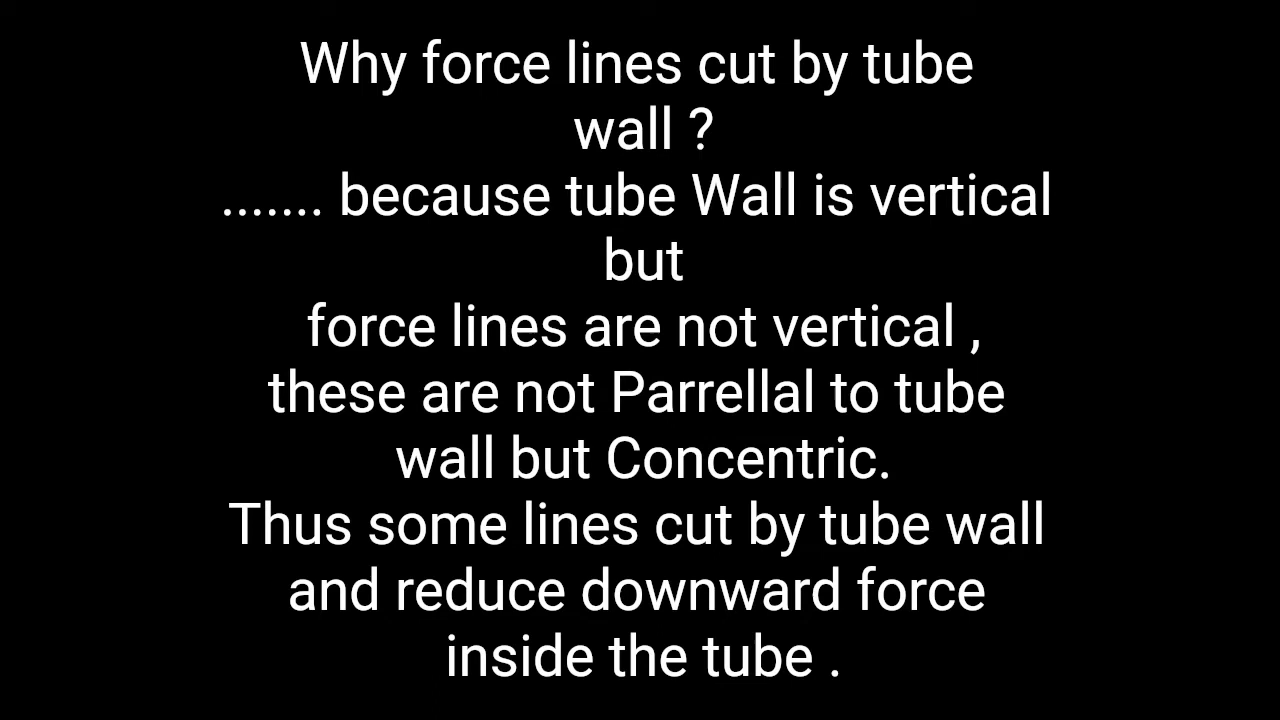 Why force lines cut by tube
wall ?
....... because tube Wall is vertical
but
force lines are not vertical ,
these are not Parrellal to tube
wall but Concentric.
Thus some lines cut by tube wall
and reduce downward force
inside the tube .